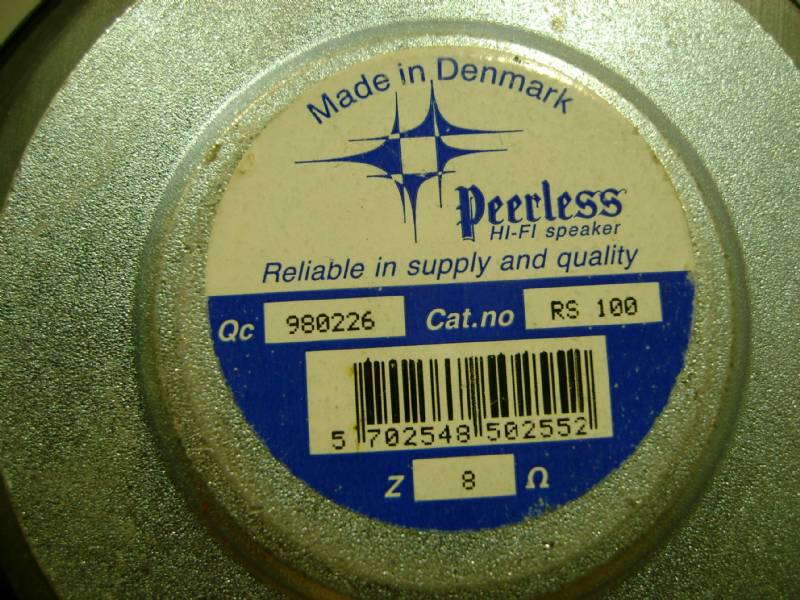 Made in Denmark
Peerless
HI-FI speaker
Reliable in supply and quality
Qc 980226 Cat.no RS 100
5 702548 502552
Z 8 Ω